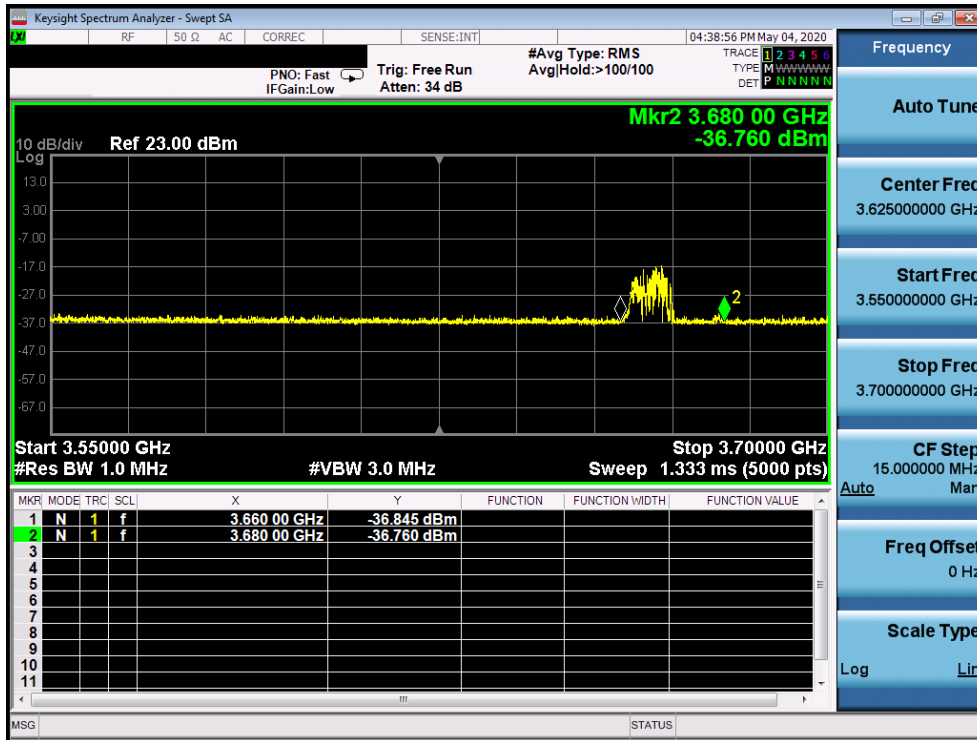 Keysight Spectrum Analyzer - Swept SA
LXI RF 50 Ω AC CORREC SENSE:INT 04:38:56 PM May 04, 2020
PNO: Fast
IFGain:Low
Trig: Free Run
Atten: 34 dB
#Avg Type: RMS
Avg|Hold:>100/100
TRACE 1 2 3 4 5 6
TYPE M W W W W W
DET P N N N N N
Mkr2 3.680 00 GHz
-36.760 dBm
10 dB/div Ref 23.00 dBm
Log
13.0
3.00
-7.00
-17.0
-27.0
-37.0
-47.0
-57.0
-67.0
2
Start 3.55000 GHz Stop 3.70000 GHz
#Res BW 1.0 MHz #VBW 3.0 MHz Sweep 1.333 ms (5000 pts)
MKR MODE TRC SCL X Y FUNCTION FUNCTION WIDTH FUNCTION VALUE
1 N 1 f 3.660 00 GHz -36.845 dBm
2 N 1 f 3.680 00 GHz -36.760 dBm
3
4
5
6
7
8
9
10
11
MSG STATUS
Frequency
Auto Tune
Center Freq
3.625000000 GHz
Start Freq
3.550000000 GHz
Stop Freq
3.700000000 GHz
CF Step
15.000000 MHz
Auto Man
Freq Offset
0 Hz
Scale Type
Log Lin